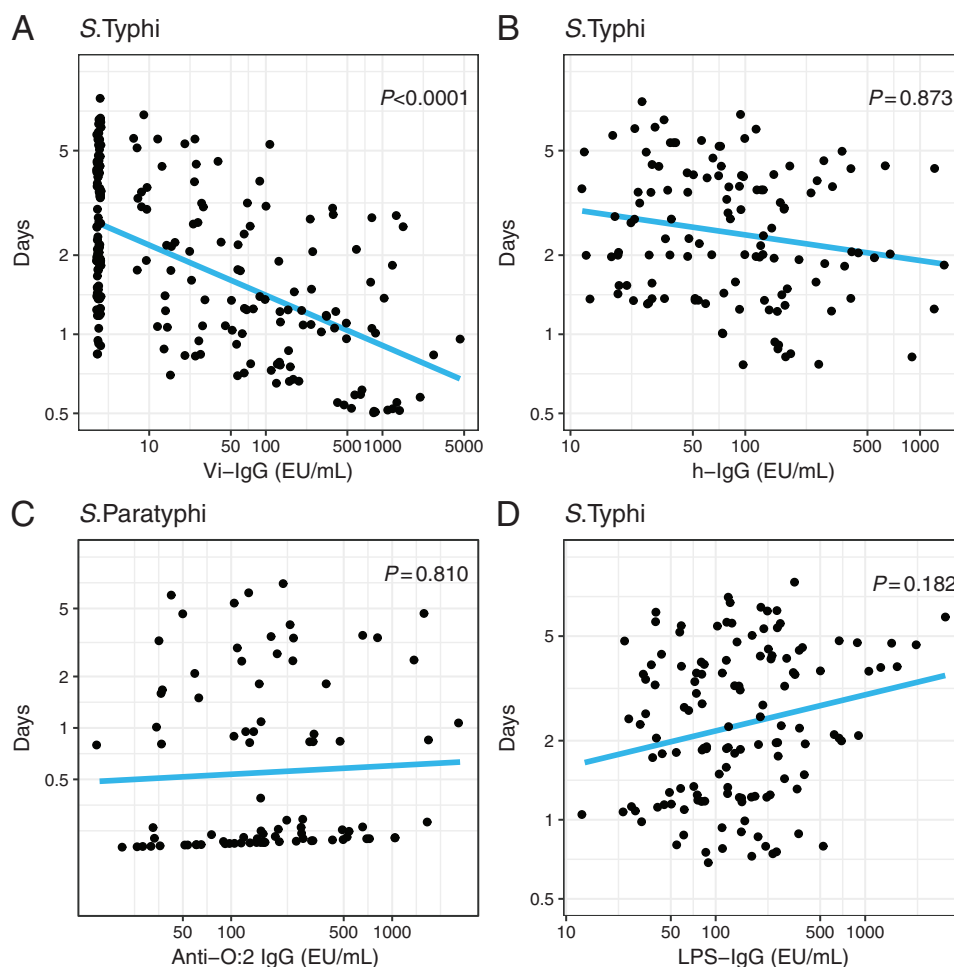 A S.Typhi
P<0.0001
Days
5
2
1
0.5
10 50 100 500 1000 5000
Vi–IgG (EU/mL)
B S.Typhi
P=0.873
Days
5
2
1
0.5
10 50 100 500 1000
h–IgG (EU/mL)
C S.Paratyphi
P=0.810
Days
5
2
1
0.5
50 100 500 1000
Anti–O:2 IgG (EU/mL)
D S.Typhi
P=0.182
Days
5
2
1
0.5
10 50 100 500 1000
LPS–IgG (EU/mL)